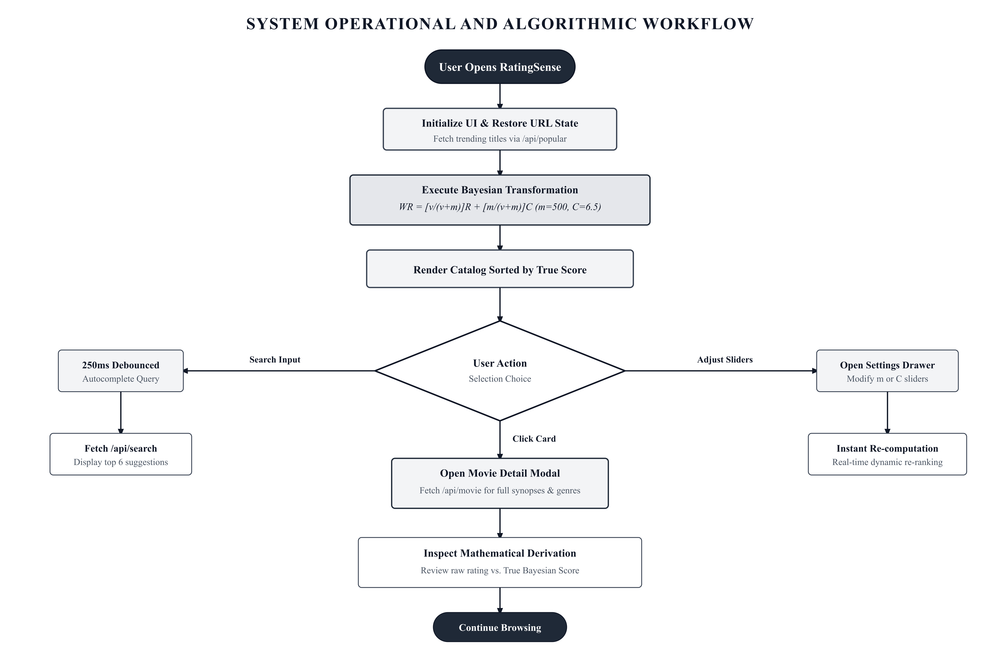 SYSTEM OPERATIONAL AND ALGORITHMIC WORKFLOW
User Opens RatingSense
Initialize UI & Restore URL State
Fetch trending titles via /api/popular
Execute Bayesian Transformation
WR = [v/(v+m)]R + [m/(v+m)]C (m=500, C=6.5)
Render Catalog Sorted by True Score
User Action
Selection Choice
Search Input
250ms Debounced
Autocomplete Query
Fetch /api/search
Display top 6 suggestions
Adjust Sliders
Open Settings Drawer
Modify m or C sliders
Instant Re-computation
Real-time dynamic re-ranking
Click Card
Open Movie Detail Modal
Fetch /api/movie for full synopses & genres
Inspect Mathematical Derivation
Review raw rating vs. True Bayesian Score
Continue Browsing